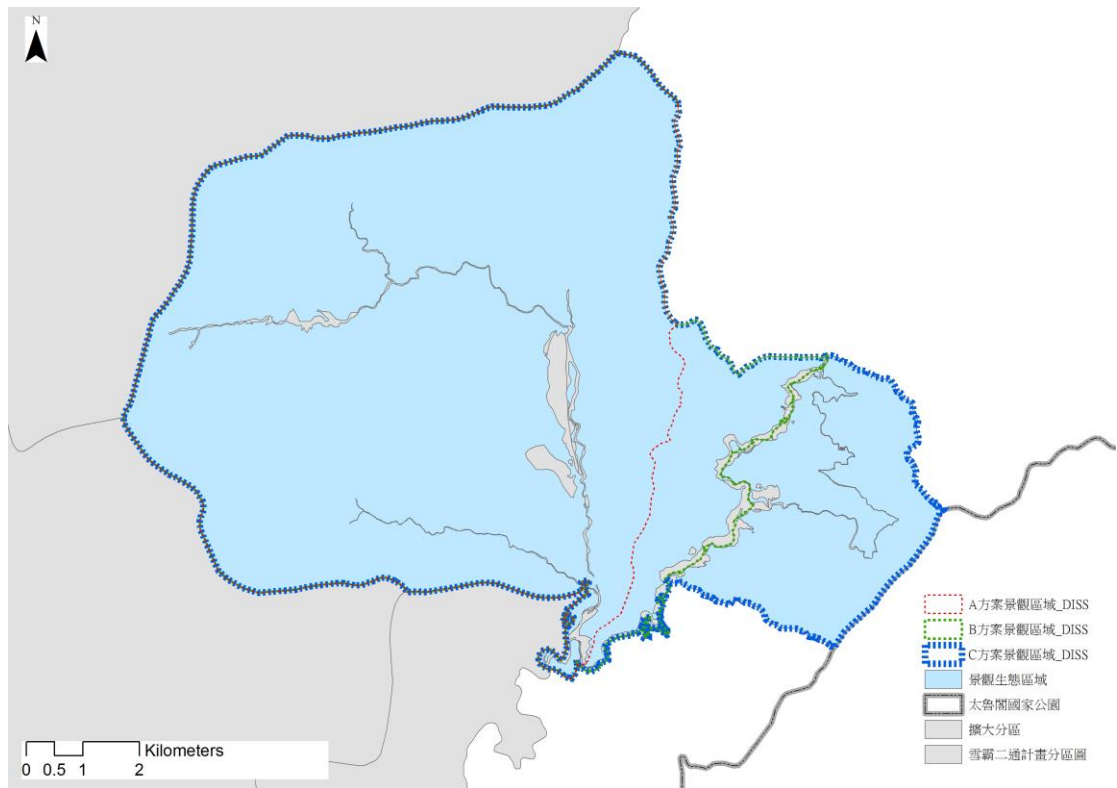 N
A方案景觀區域_DISS
B方案景觀區域_DISS
C方案景觀區域_DISS
景觀生態區域
太魯閣國家公園
擴大分區
雪霸二通計畫分區圖
Kilometers
0 0.5 1 2